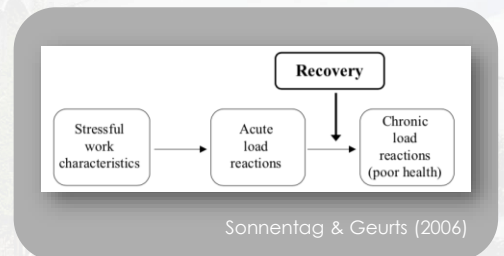 Recovery
Stressful
work
characteristics
Acute
load
reactions
Chronic
load
reactions
(poor health)
Sonnentag & Geurts (2006)